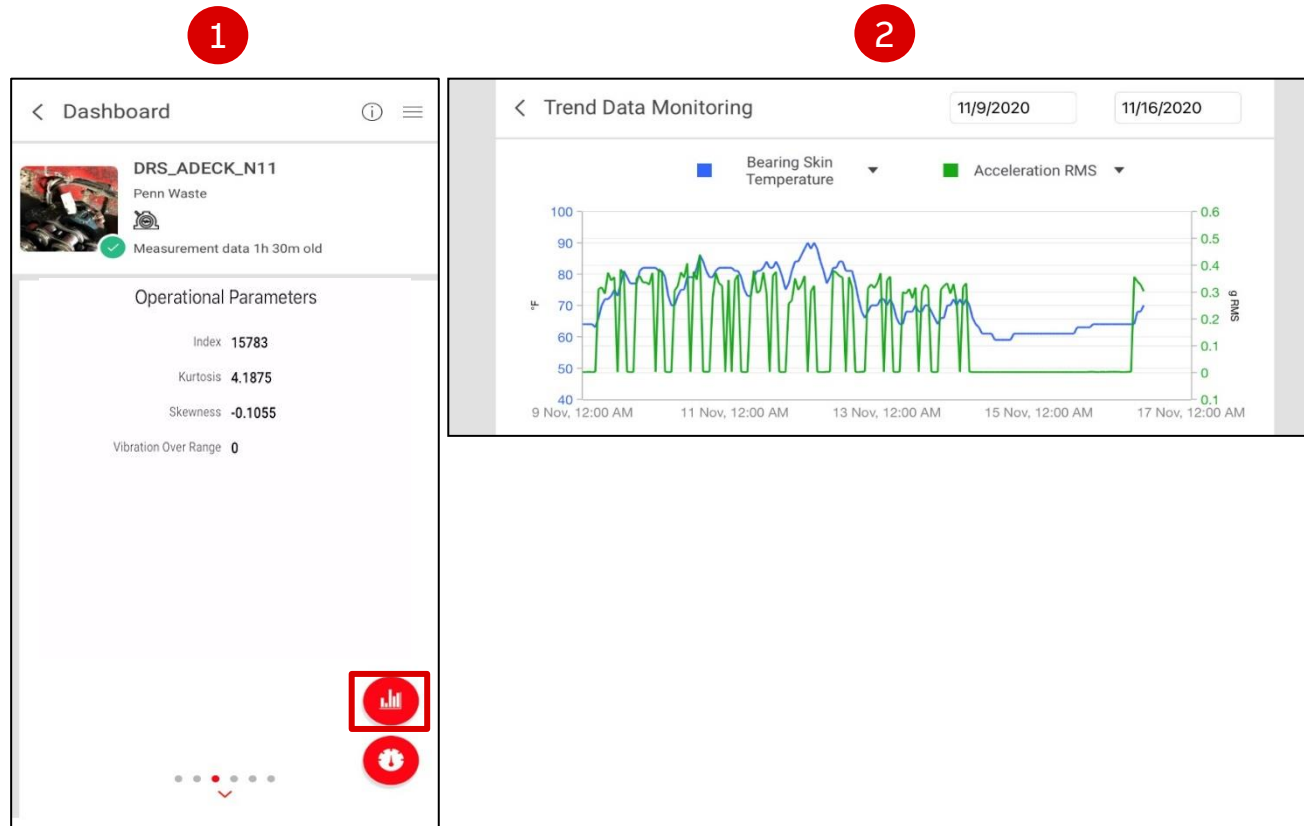 1
2
Dashboard
DRS_ADECK_N11
Penn Waste
Measurement data 1h 30m old
Operational Parameters
Index 15783
Kurtosis 4.1875
Skewness -0.1055
Vibration Over Range 0
Trend Data Monitoring
11/9/2020
11/16/2020
Bearing Skin
Temperature
Acceleration RMS
100
90
80
70
60
50
40
°F
0.6
0.5
0.4
0.3
0.2
0.1
0
0.1
g RMS
9 Nov, 12:00 AM
11 Nov, 12:00 AM
13 Nov, 12:00 AM
15 Nov, 12:00 AM
17 Nov, 12:00 AM